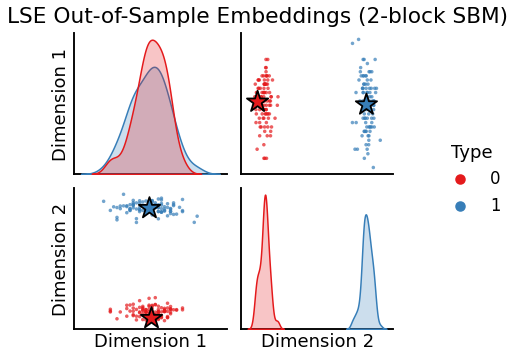 LSE Out-of-Sample Embeddings (2-block SBM)
Dimension 1
Type
0
1
Dimension 2
Dimension 1
Dimension 2